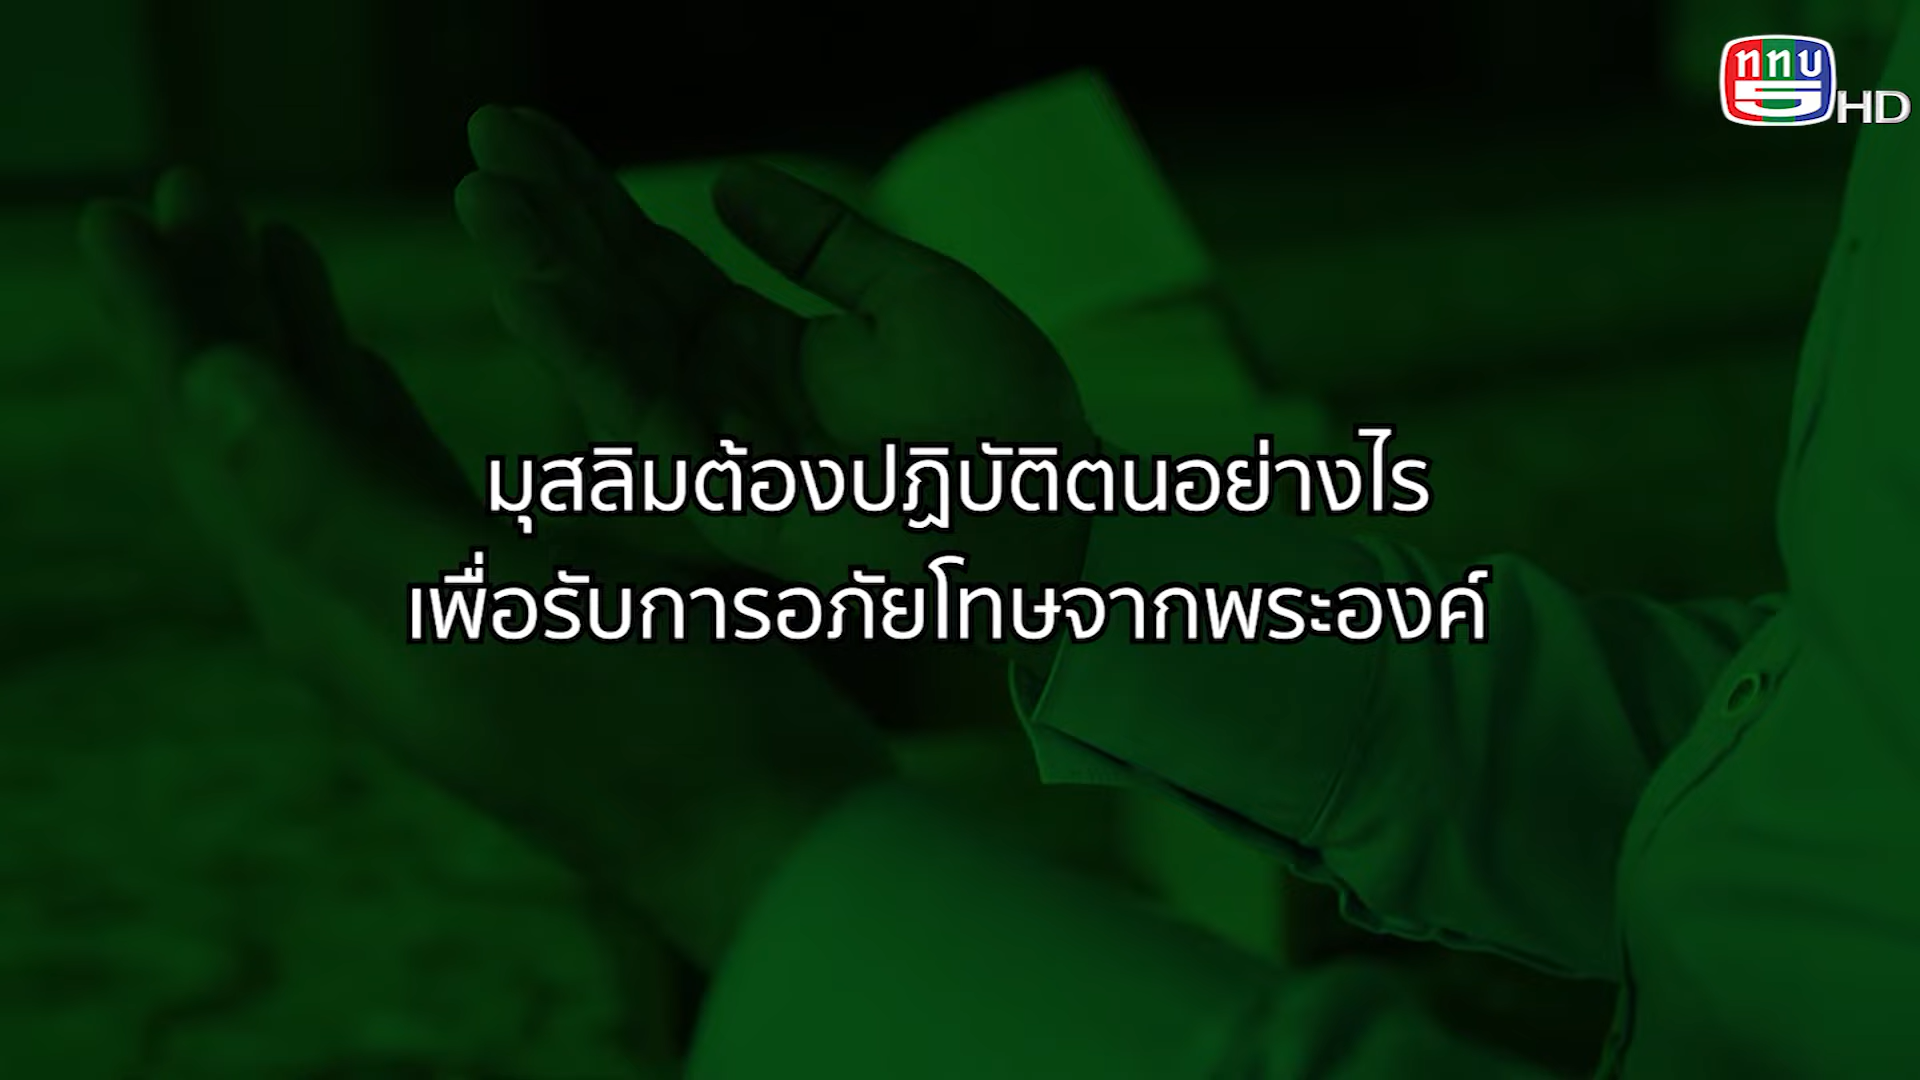 ททบ
5
HD
มุสลิมต้องปฏิบัติตนอย่างไร
เพื่อรับการอภัยโทษจากพระองค์